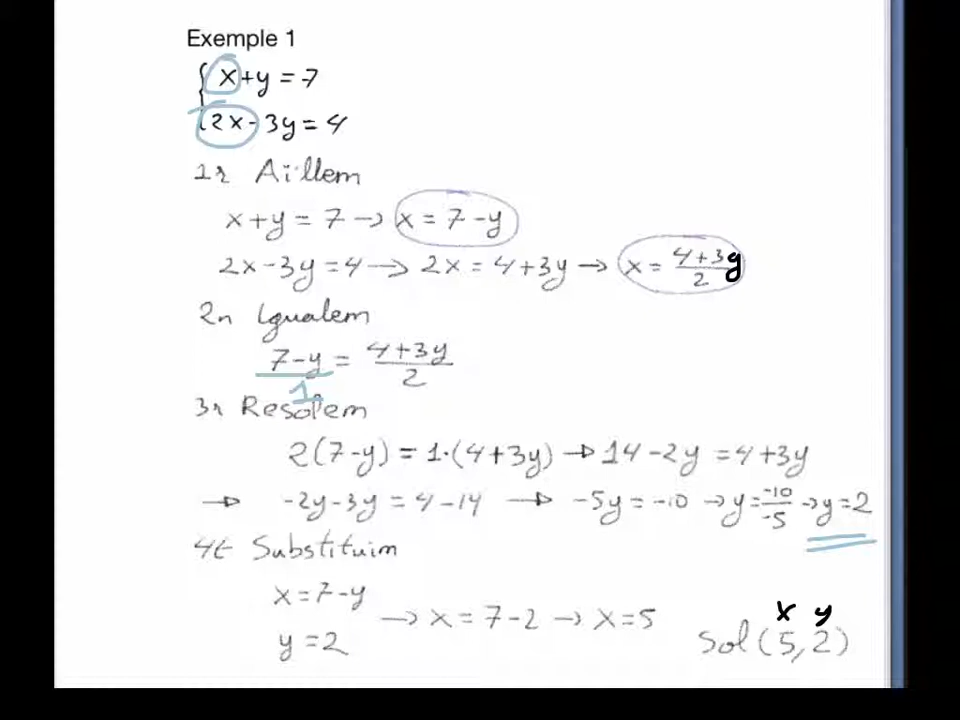 Exemple 1
x+y = 7
2x-3y = 4
1r Aïllem
x+y = 7 → x = 7-y
2x-3y = 4 → 2x = 4+3y → x = (4+3y)/2
2n Igualem
(7-y)/1 = (4+3y)/2
3r Resolem
2(7-y) = 1·(4+3y) → 14-2y = 4+3y
→ -2y-3y = 4-14 → -5y = -10 → y = -10/-5 → y=2
4t Substituim
x = 7-y
y = 2
→ x = 7-2 → x=5
x y
Sol (5,2)